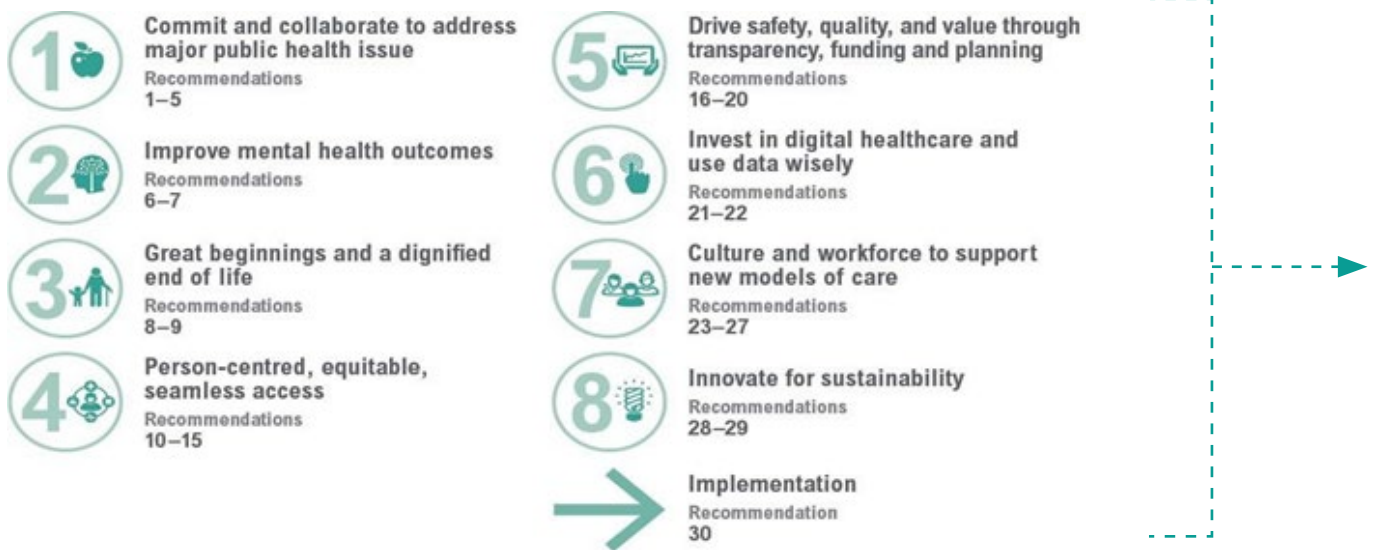 1
Commit and collaborate to address
major public health issue
Recommendations
1–5
2
Improve mental health outcomes
Recommendations
6–7
3
Great beginnings and a dignified
end of life
Recommendations
8–9
4
Person-centred, equitable,
seamless access
Recommendations
10–15
5
Drive safety, quality, and value through
transparency, funding and planning
Recommendations
16–20
6
Invest in digital healthcare and
use data wisely
Recommendations
21–22
7
Culture and workforce to support
new models of care
Recommendations
23–27
8
Innovate for sustainability
Recommendations
28–29
Implementation
Recommendation
30